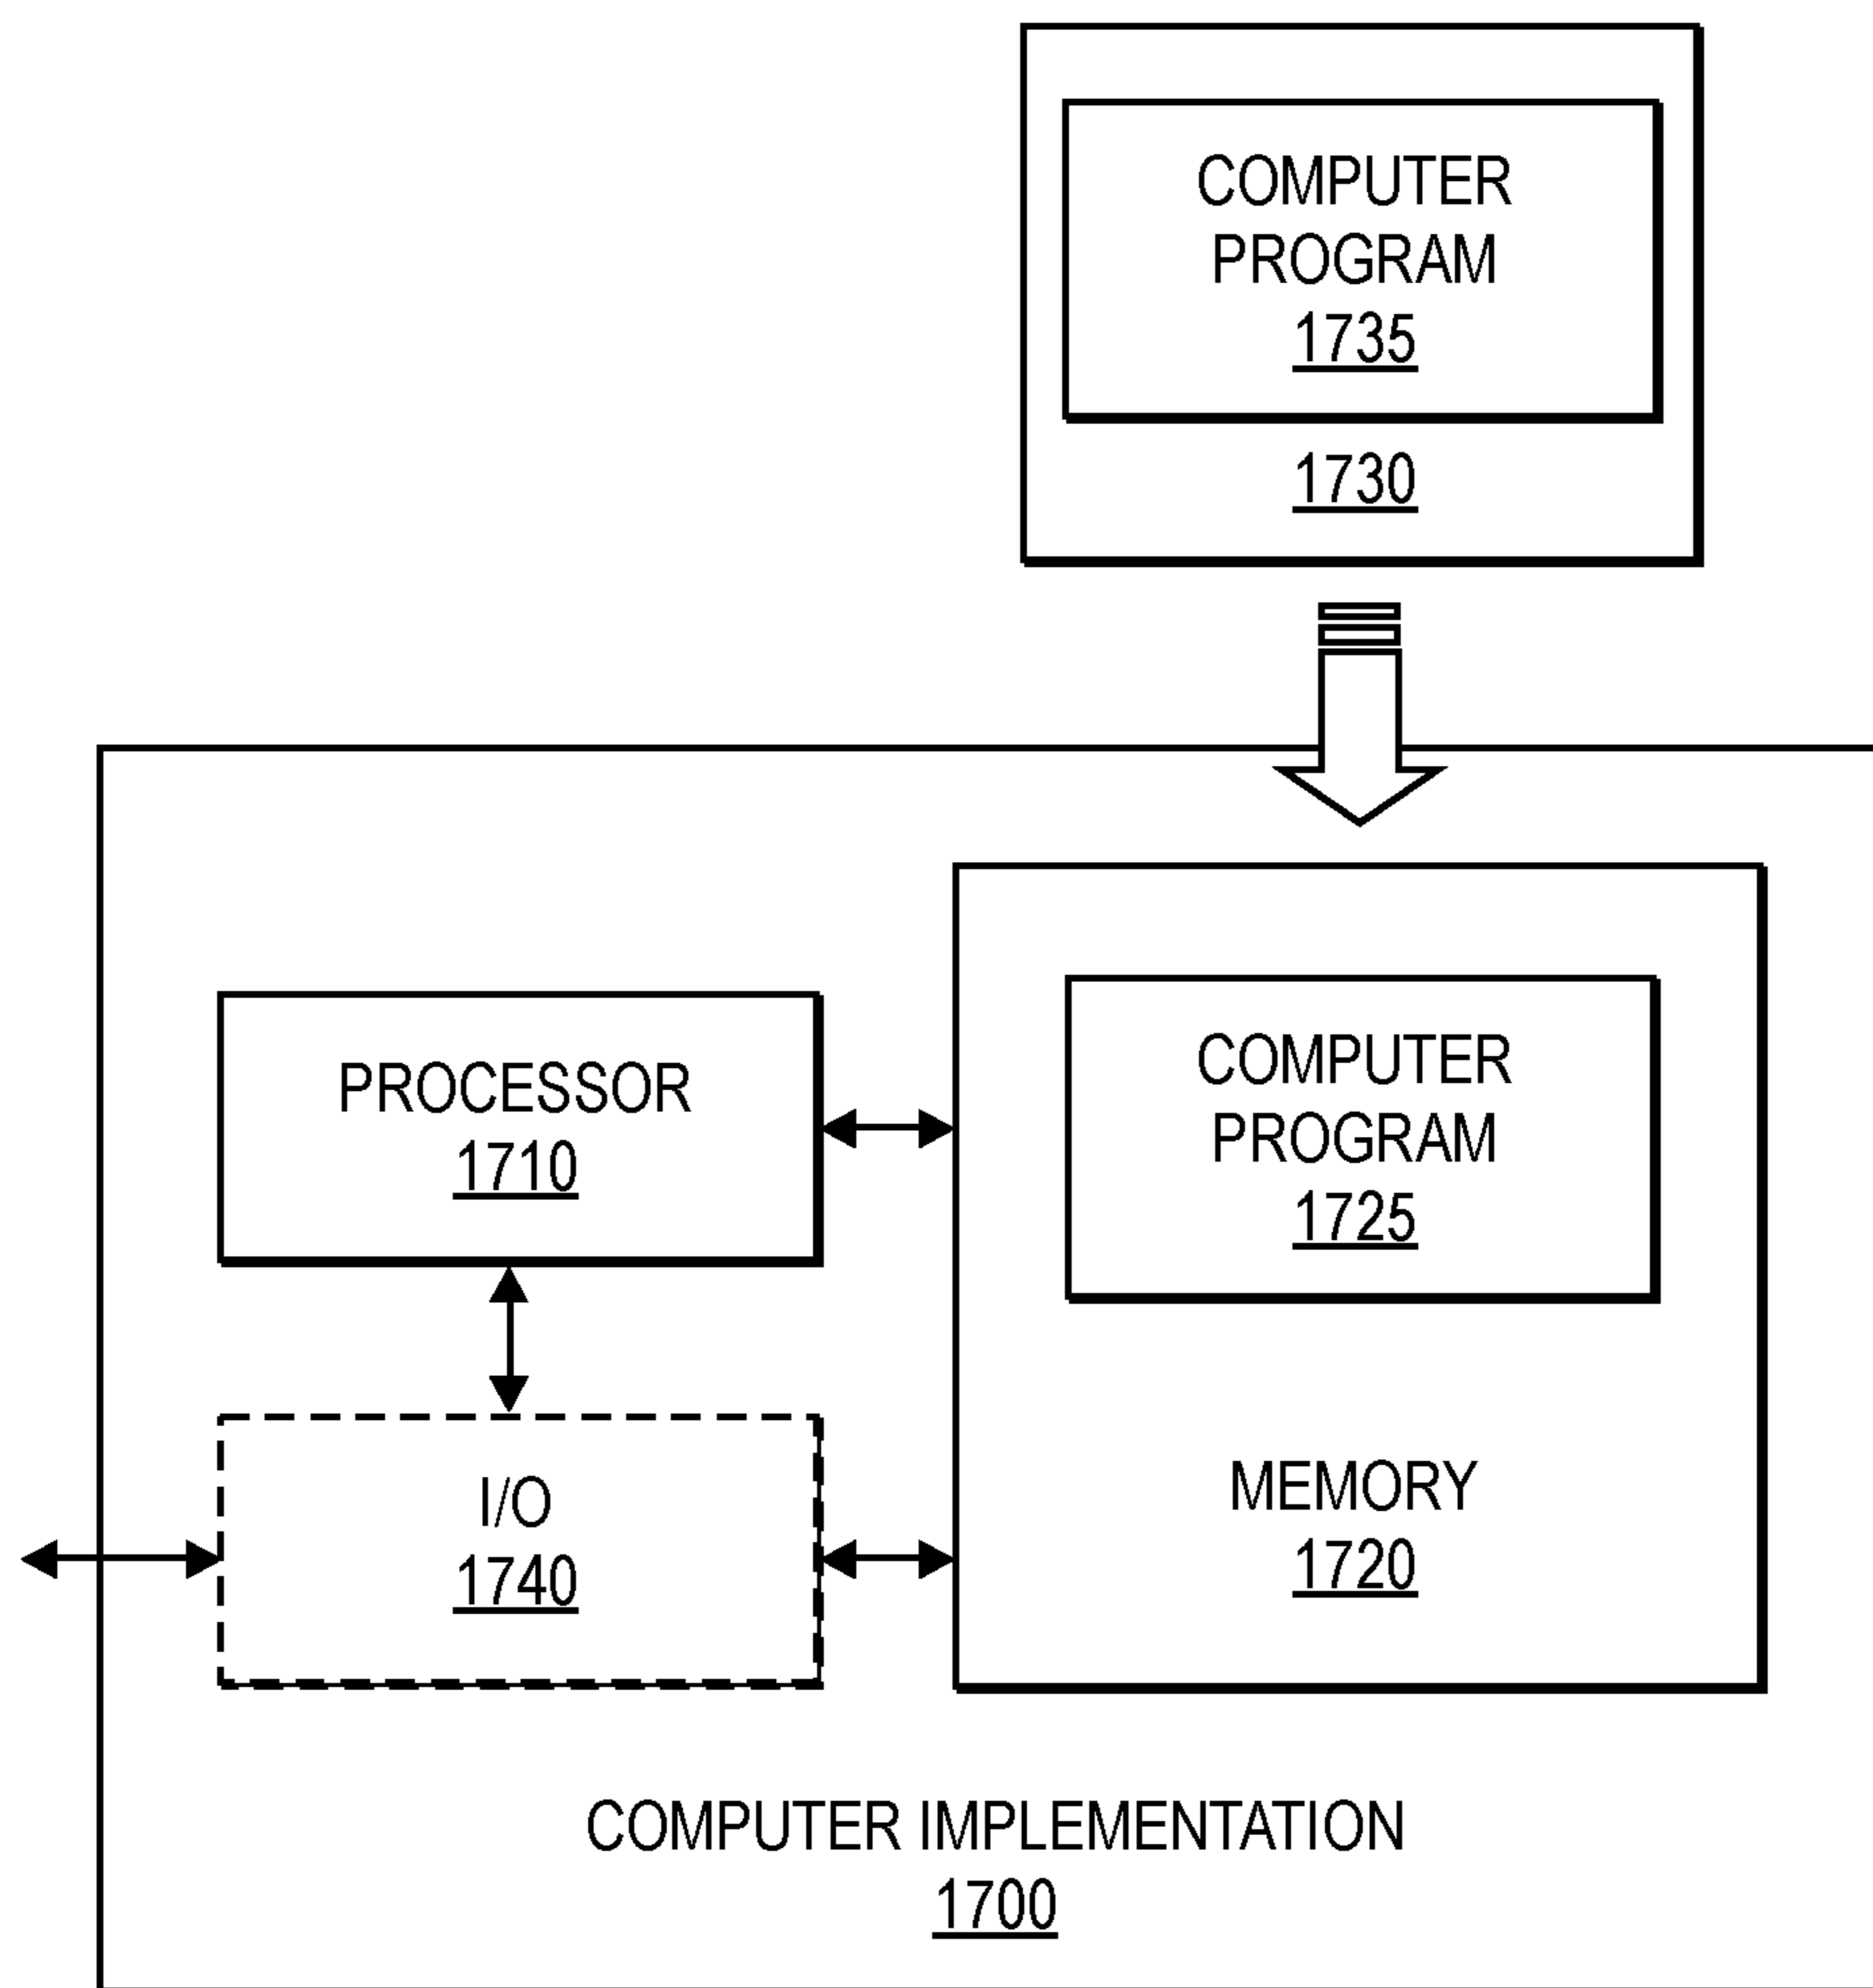 COMPUTER
PROGRAM
1735
1730
PROCESSOR
1710
COMPUTER
PROGRAM
1725
I/O
1740
MEMORY
1720
COMPUTER IMPLEMENTATION
1700